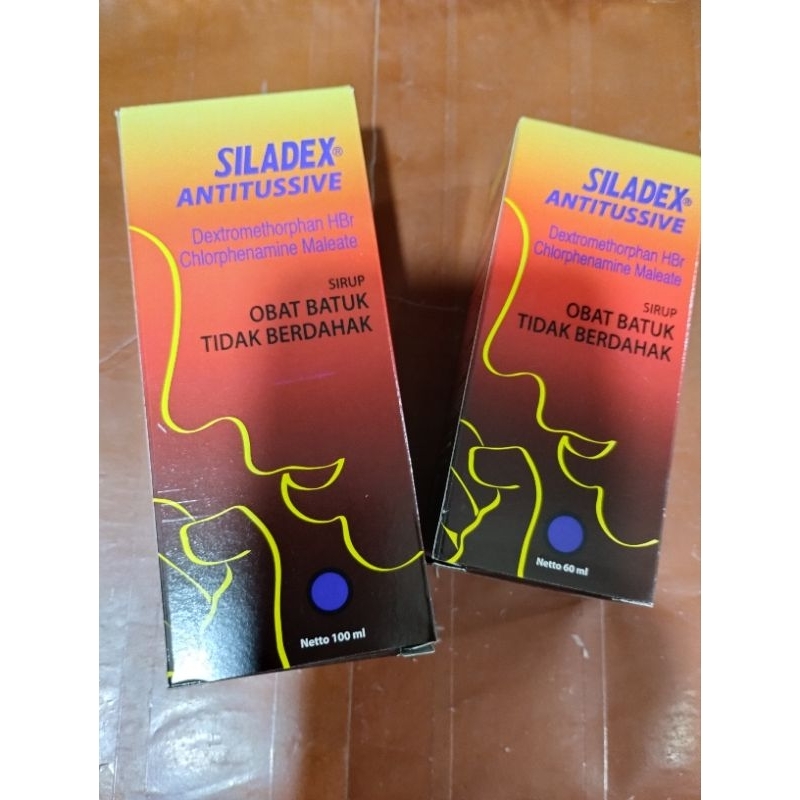 SILADEX®
ANTITUSSIVE
Dextromethorphan HBr
Chlorphenamine Maleate
SIRUP
OBAT BATUK
TIDAK BERDAHAK
Netto 100 ml
SILADEX®
ANTITUSSIVE
Dextromethorphan HBr
Chlorphenamine Maleate
SIRUP
OBAT BATUK
TIDAK BERDAHAK
Netto 60 ml